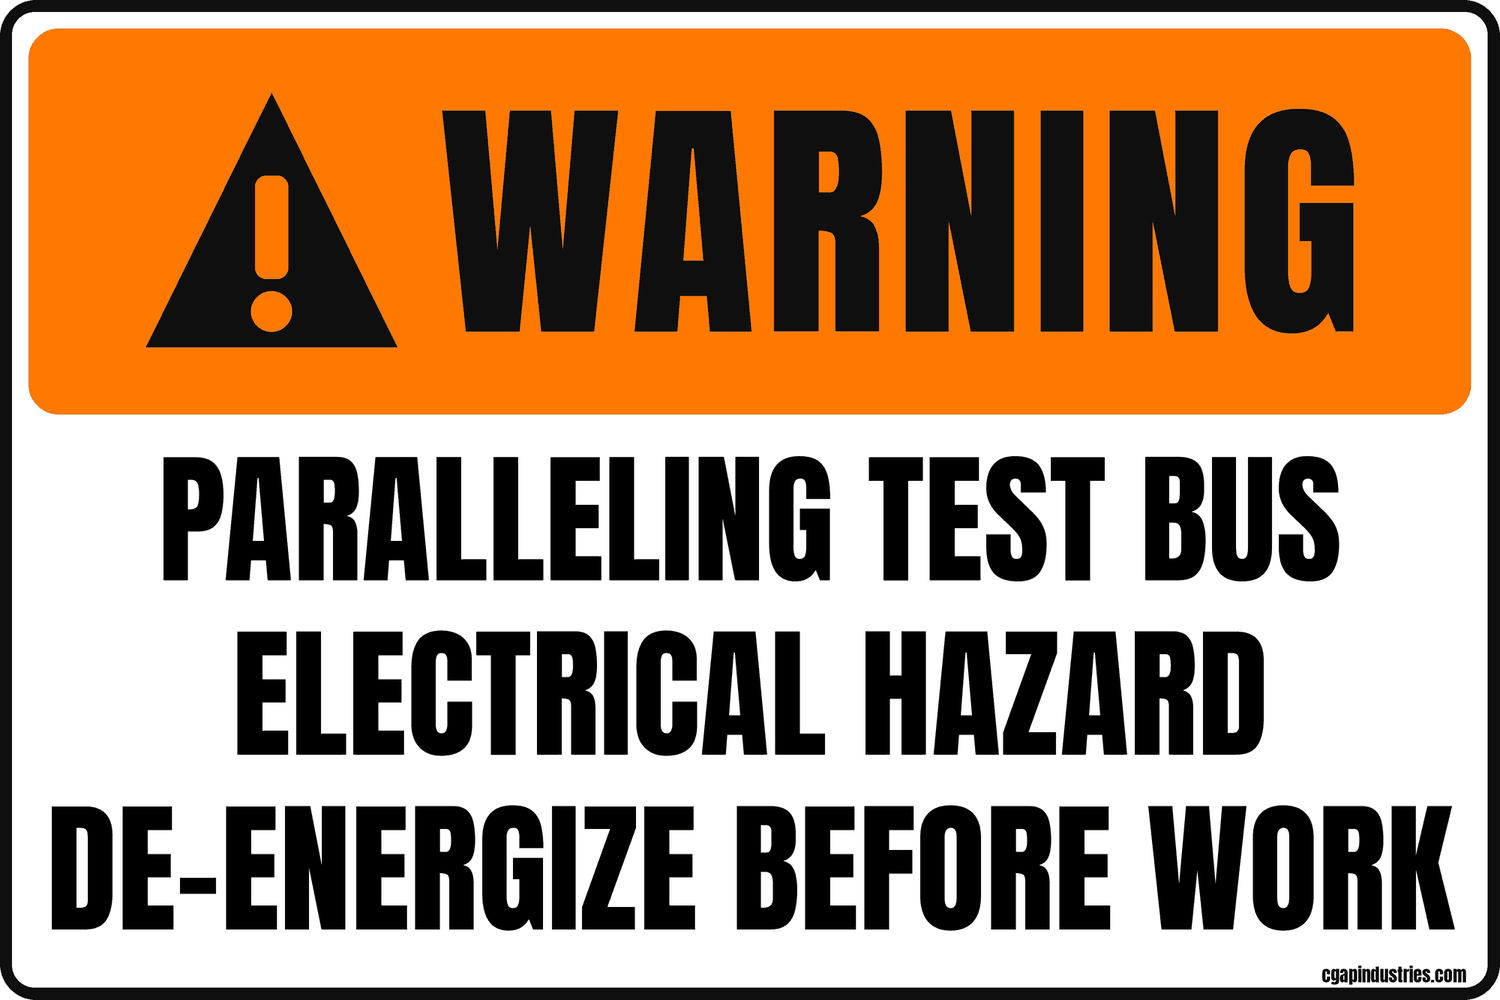 WARNING
PARALLELING TEST BUS
ELECTRICAL HAZARD
DE-ENERGIZE BEFORE WORK
cgapindustries.com